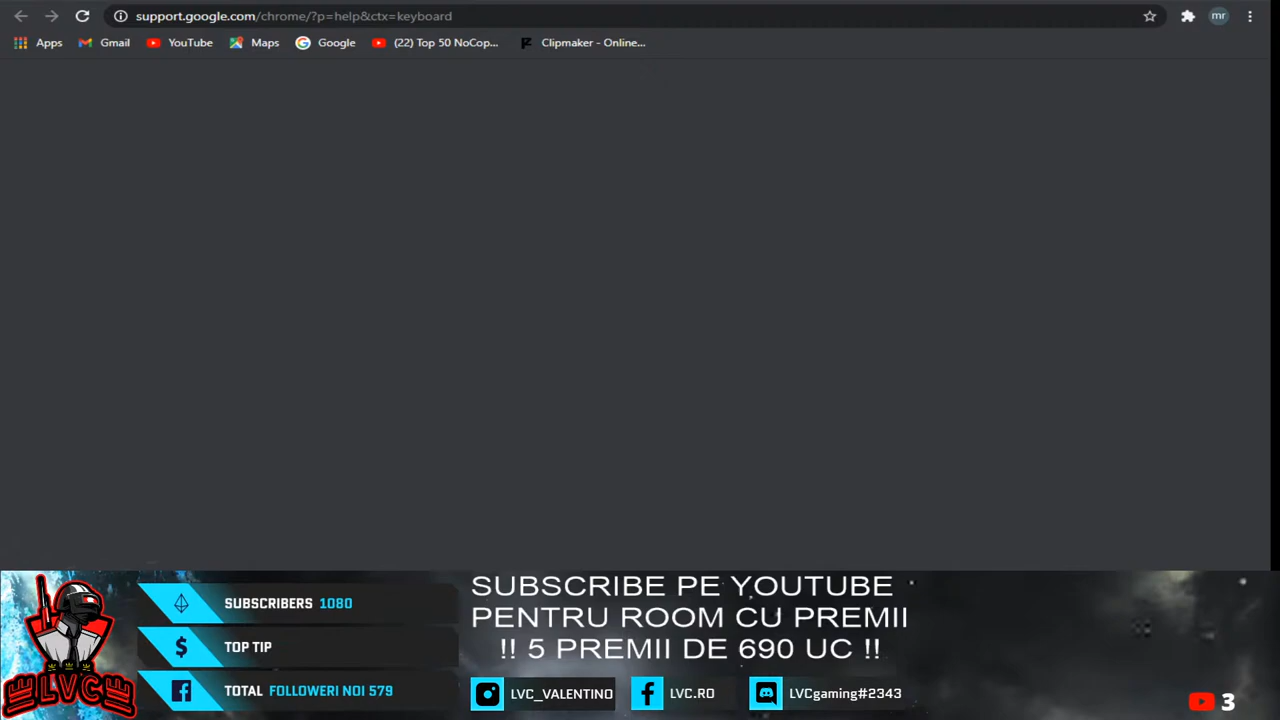 support.google.com/chrome/?p=help&ctx=keyboard
mr
Apps
Gmail
YouTube
Maps
Google
(22) Top 50 NoCop...
Clipmaker - Online...
SUBSCRIBERS 1080
TOP TIP
TOTAL FOLLOWERI NOI 579
SUBSCRIBE PE YOUTUBE
PENTRU ROOM CU PREMII
!! 5 PREMII DE 690 UC !!
LVC_VALENTINO
LVC.RO
LVCgaming#2343
LVC
3